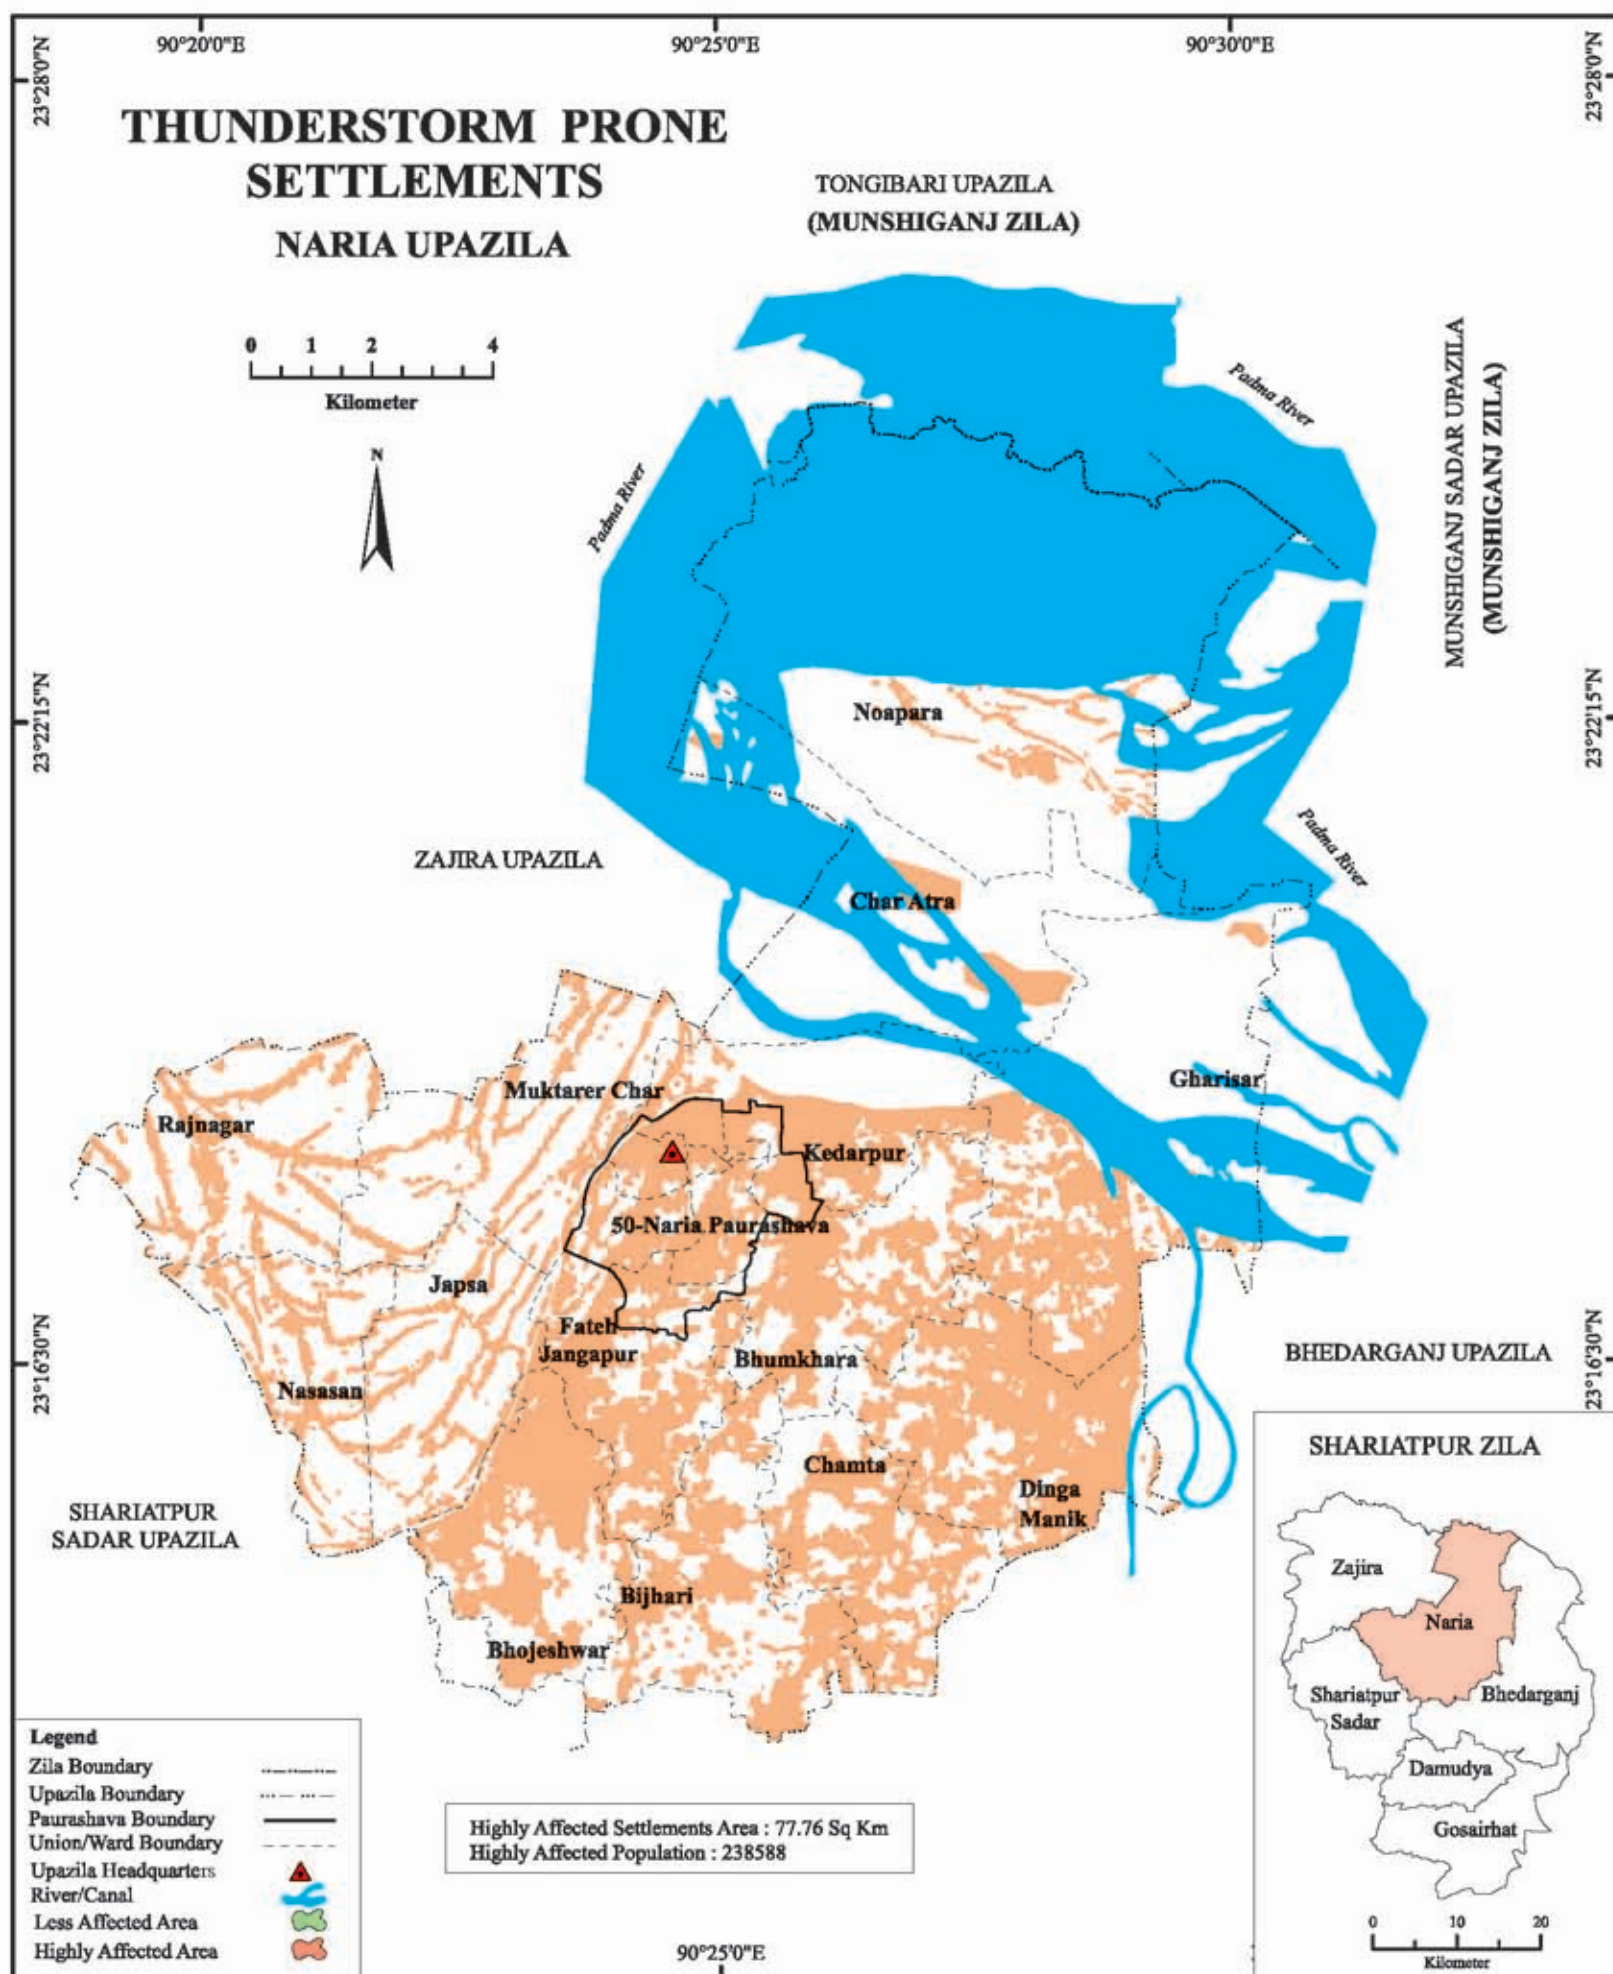 90°20'0"E
90°25'0"E
90°30'0"E
23°28'0"N
23°28'0"N
THUNDERSTORM PRONE
SETTLEMENTS
NARIA UPAZILA
TONGIBARI UPAZILA
(MUNSHIGANJ ZILA)
0 1 2 4
Kilometer
N
Padma River
Padma River
MUNSHIGANJ SADAR UPAZILA
(MUNSHIGANJ ZILA)
23°22'15"N
23°22'15"N
Noapara
Padma River
ZAJIRA UPAZILA
Char Atra
Gharisar
Muktarer Char
Rajnagar
Kedarpur
50-Naria Paurashava
Japsa
Fateh
Jangapur
Bhumkhara
Nasasan
23°16'30"N
23°16'30"N
BHEDARGANJ UPAZILA
Chamta
Dinga
Manik
SHARIATPUR
SADAR UPAZILA
Bijhari
Bhojeshwar
SHARIATPUR ZILA
Zajira
Naria
Shariatpur
Sadar
Bhedarganj
Damudya
Gosairhat
0 10 20
Kilometer
Legend
Zila Boundary
Upazila Boundary
Paurashava Boundary
Union/Ward Boundary
Upazila Headquarters
River/Canal
Less Affected Area
Highly Affected Area
Highly Affected Settlements Area : 77.76 Sq Km
Highly Affected Population : 238588
90°25'0"E